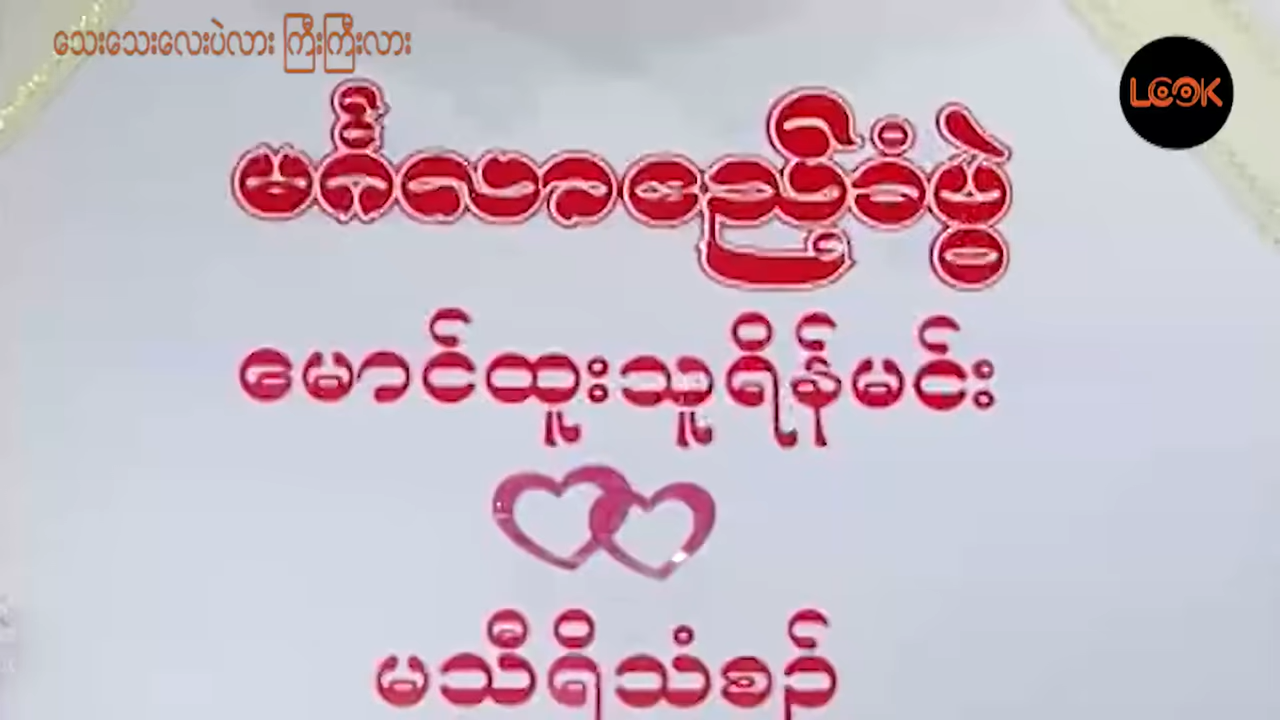 သေးသေးလေးပဲလား ကြီးကြီးလား
LOOK
မင်္ဂလာဧည့်ခံပွဲ
မောင်ထူးသူရိန်မင်း
မသီရိသံစဉ်